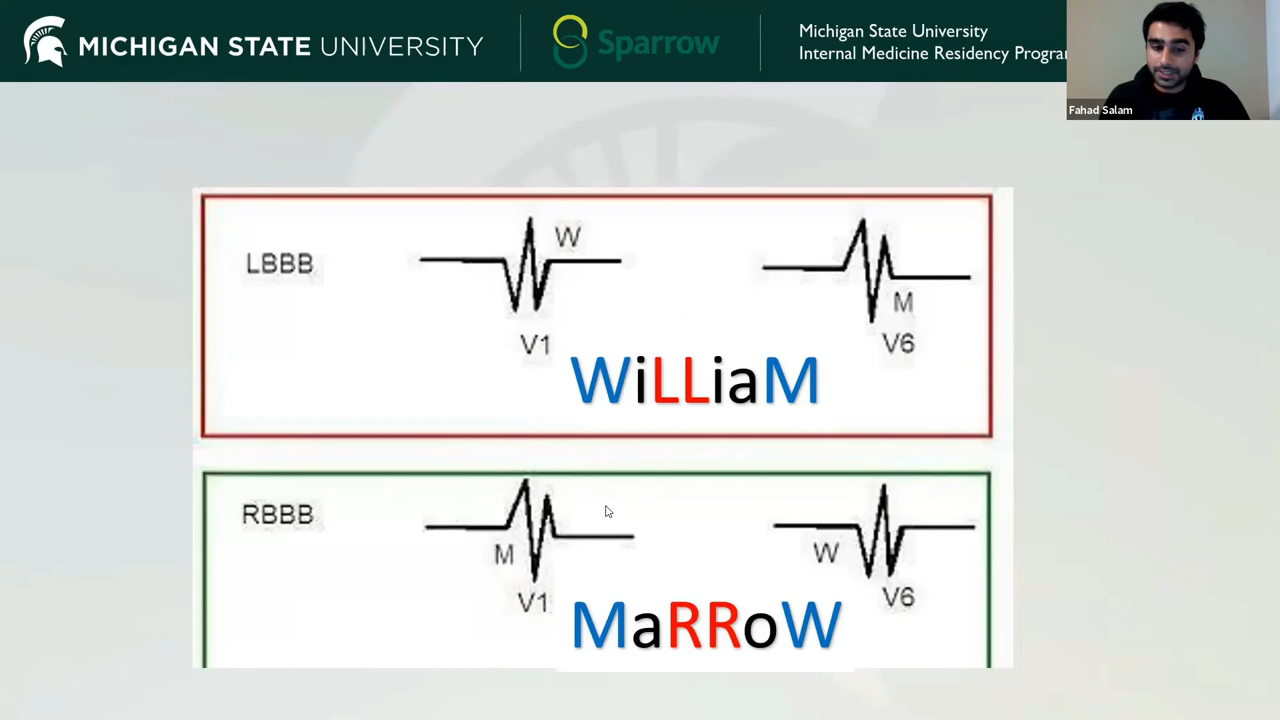 MICHIGAN STATE UNIVERSITY
Sparrow
Michigan State University
Internal Medicine Residency Program
Fahad Salam
LBBB
W
V1
M
V6
WiLLiaM
RBBB
M
V1
W
V6
MaRRoW